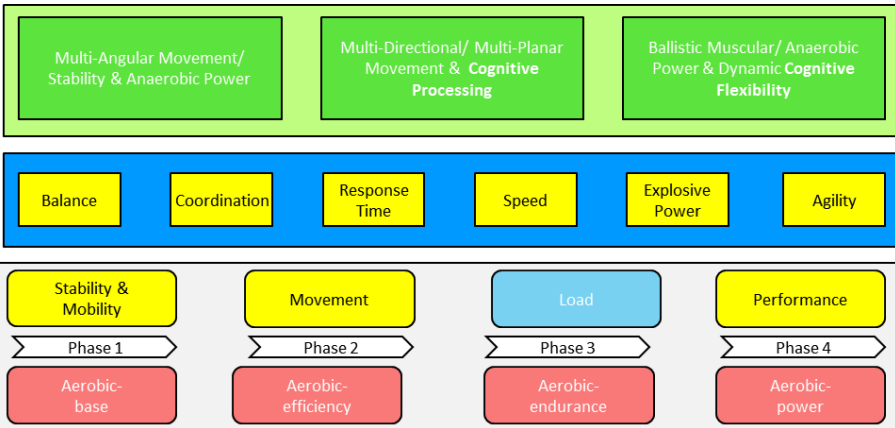 Multi-Angular Movement/
Stability & Anaerobic Power
Multi-Directional/ Multi-Planar
Movement & Cognitive
Processing
Ballistic Muscular/ Anaerobic
Power & Dynamic Cognitive
Flexibility
Balance
Coordination
Response
Time
Speed
Explosive
Power
Agility
Stability &
Mobility
Movement
Load
Performance
Phase 1
Phase 2
Phase 3
Phase 4
Aerobic-
base
Aerobic-
efficiency
Aerobic-
endurance
Aerobic-
power